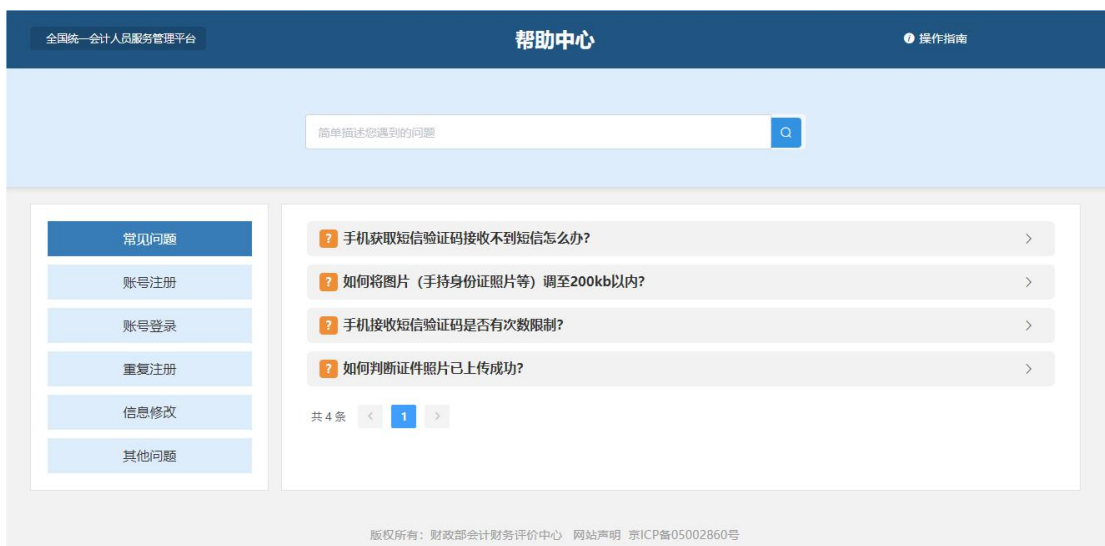 全国统一会计人员服务管理平台
帮助中心
操作指南
简单描述您遇到的问题
常见问题
账号注册
账号登录
重复注册
信息修改
其他问题
? 手机获取短信验证码接收不到短信怎么办?
? 如何将图片（手持身份证照片等）调至200kb以内?
? 手机接收短信验证码是否有次数限制?
? 如何判断证件照片已上传成功?
共 4 条 < 1 >
版权所有：财政部会计财务评价中心 网站声明 京ICP备05002860号